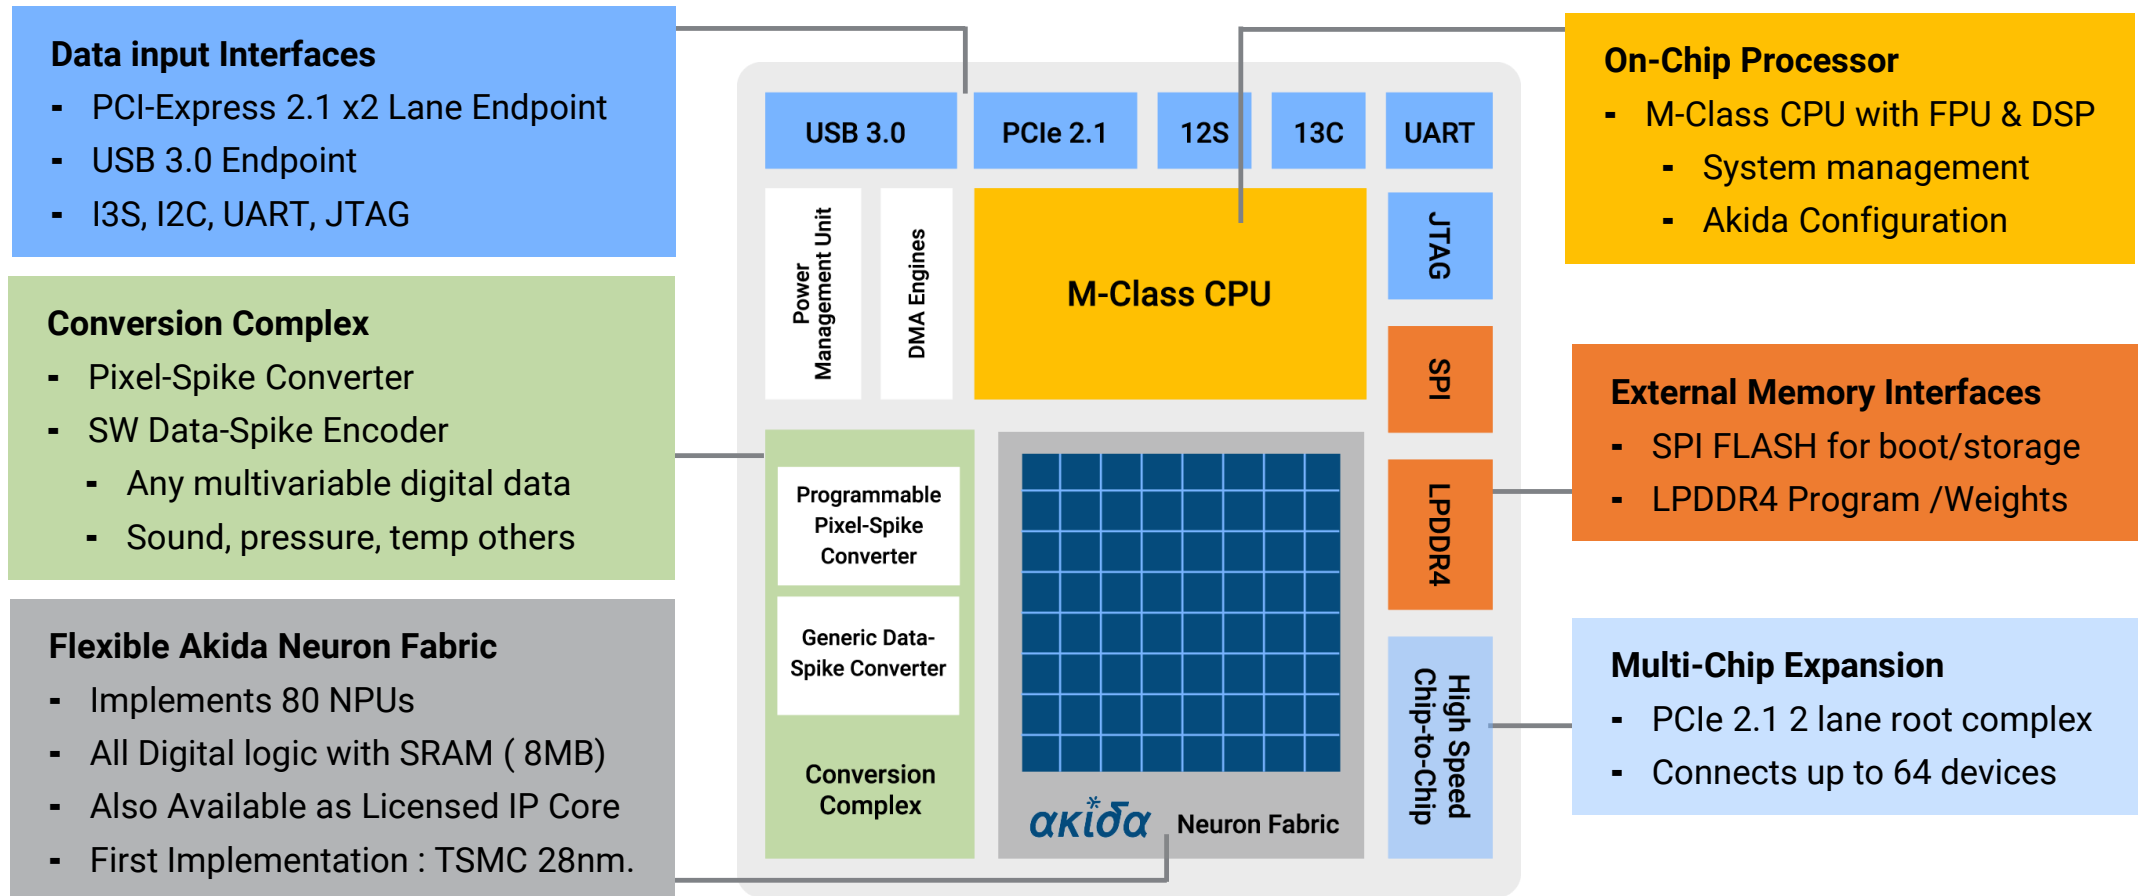 Data input Interfaces
- PCI-Express 2.1 x2 Lane Endpoint
- USB 3.0 Endpoint
- I3S, I2C, UART, JTAG
Conversion Complex
- Pixel-Spike Converter
- SW Data-Spike Encoder
- Any multivariable digital data
- Sound, pressure, temp others
Flexible Akida Neuron Fabric
- Implements 80 NPUs
- All Digital logic with SRAM ( 8MB)
- Also Available as Licensed IP Core
- First Implementation : TSMC 28nm.
USB 3.0
PCIe 2.1
12S
13C
UART
Power
Management Unit
DMA Engines
M-Class CPU
JTAG
SPI
LPDDR4
High Speed
Chip-to-Chip
Programmable
Pixel-Spike
Converter
Generic Data-
Spike Converter
Conversion
Complex
ακίδα
Neuron Fabric
On-Chip Processor
- M-Class CPU with FPU & DSP
- System management
- Akida Configuration
External Memory Interfaces
- SPI FLASH for boot/storage
- LPDDR4 Program /Weights
Multi-Chip Expansion
- PCIe 2.1 2 lane root complex
- Connects up to 64 devices